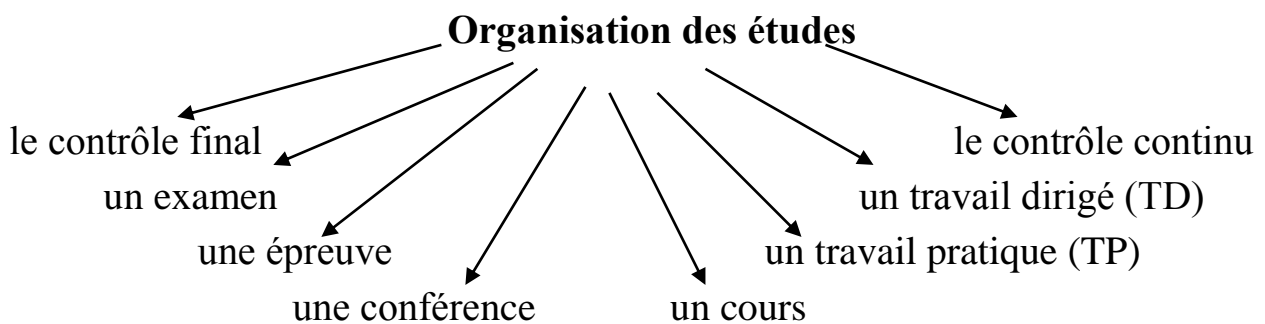 Organisation des études
le contrôle final le contrôle continu
un examen un travail dirigé (TD)
une épreuve un travail pratique (TP)
une conférence un cours